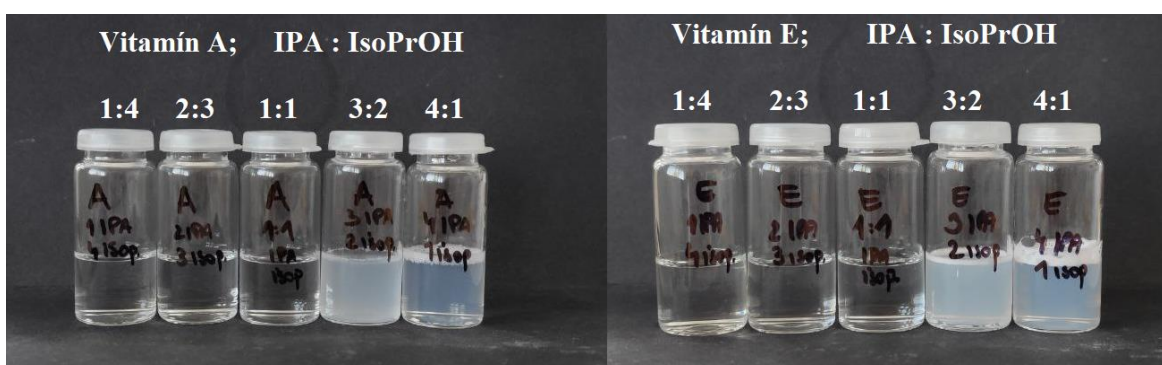 Vitamín A; IPA : IsoPrOH
1:4 2:3 1:1 3:2 4:1
A
1 IPA
4 isop
A
2 IPA
3 isop
A
1:1
IPA
isop
A
3 IPA
2 isop
A
4 IPA
1 isop
Vitamín E; IPA : IsoPrOH
1:4 2:3 1:1 3:2 4:1
E
1 IPA
4 isop.
E
2 IPA
3 isop.
E
1:1
IPA
isop.
E
3 IPA
2 isop
E
4 IPA
1 isop